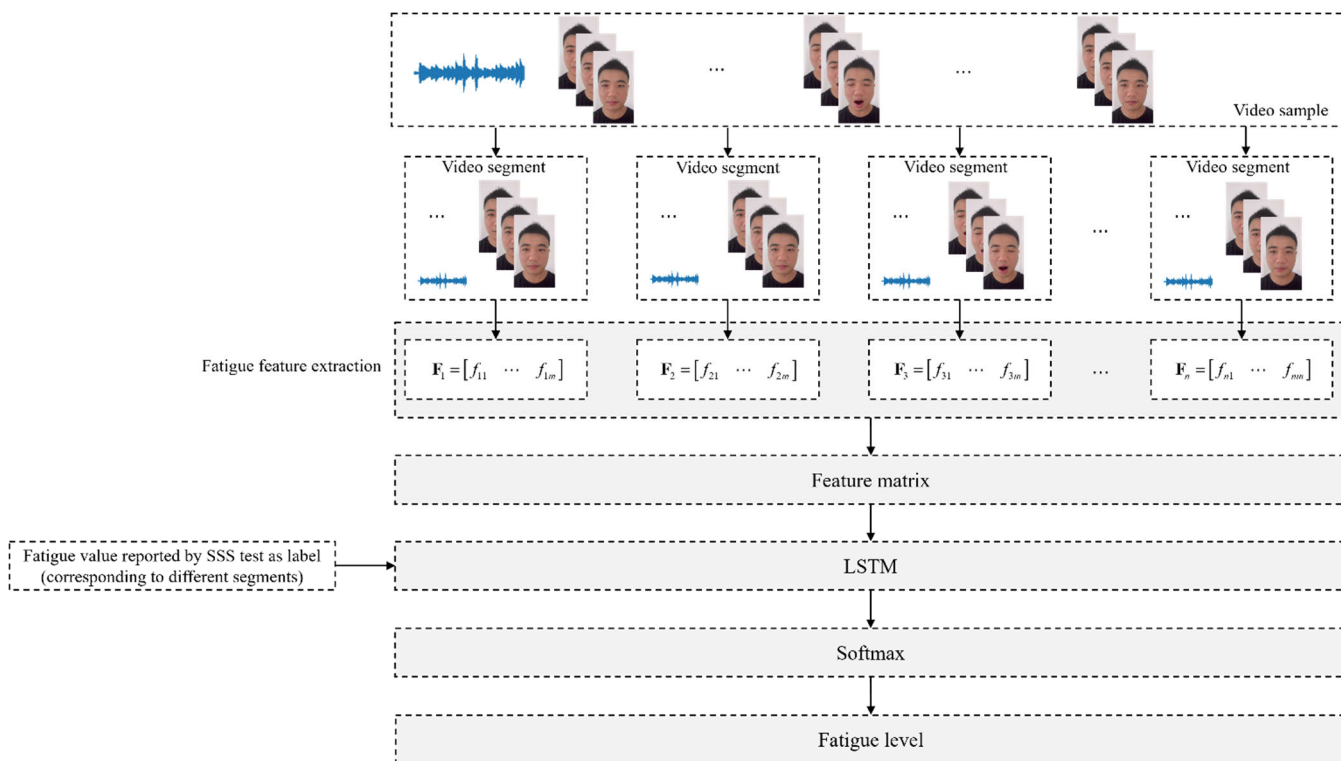 ...
...
Video sample
Video segment
Video segment
Video segment
Video segment
...
...
...
...
...
Fatigue feature extraction
F₁ = [f₁₁ ⋯ f₁ₘ]
F₂ = [f₂₁ ⋯ f₂ₘ]
F₃ = [f₃₁ ⋯ f₃ₘ]
...
Fₙ = [fₙ₁ ⋯ fₙₘ]
Feature matrix
Fatigue value reported by SSS test as label
(corresponding to different segments)
LSTM
Softmax
Fatigue level